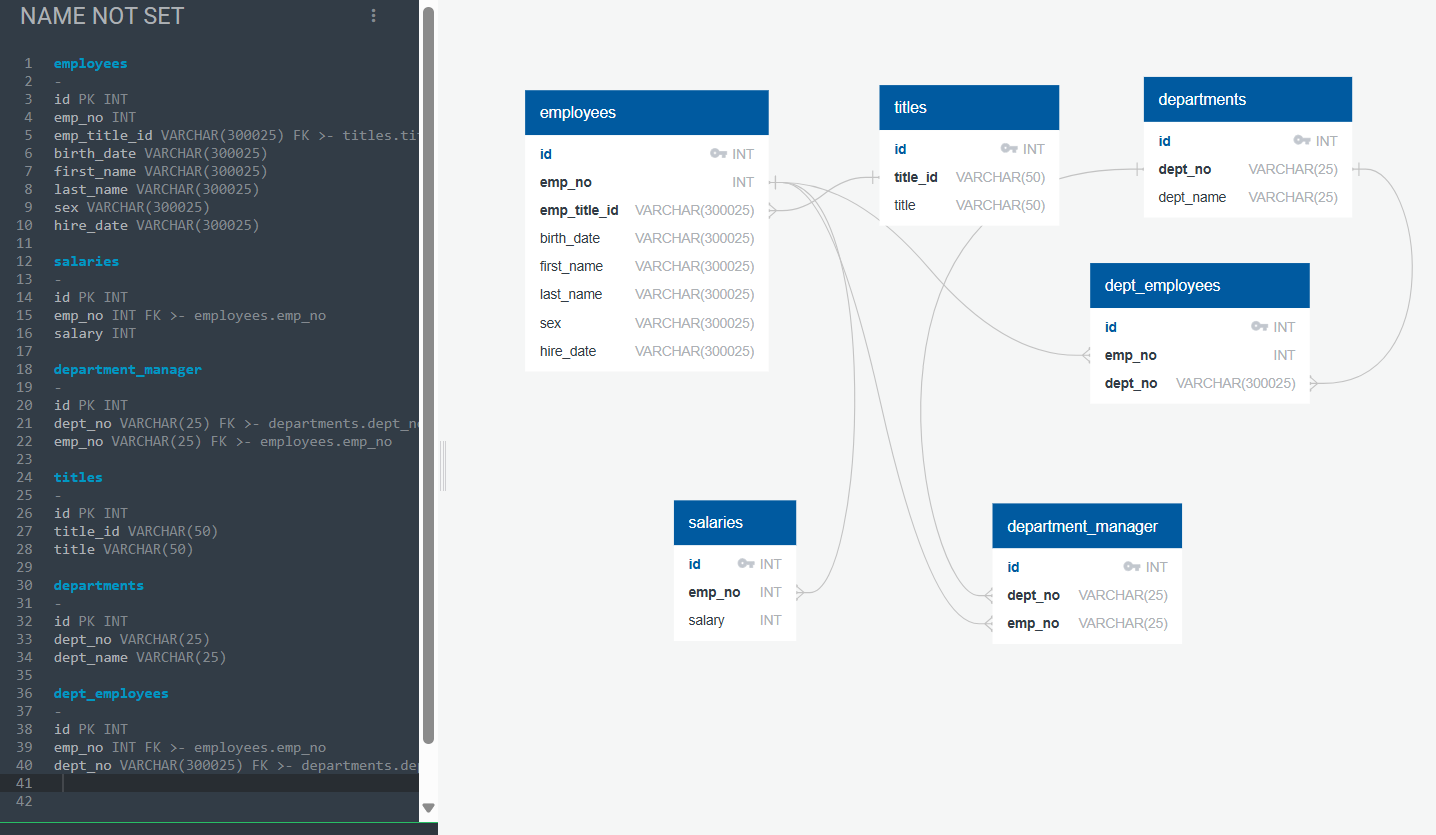 NAME NOT SET
1 employees
2 -
3 id PK INT
4 emp_no INT
5 emp_title_id VARCHAR(300025) FK >- titles.ti
6 birth_date VARCHAR(300025)
7 first_name VARCHAR(300025)
8 last_name VARCHAR(300025)
9 sex VARCHAR(300025)
10 hire_date VARCHAR(300025)
11
12 salaries
13 -
14 id PK INT
15 emp_no INT FK >- employees.emp_no
16 salary INT
17
18 department_manager
19 -
20 id PK INT
21 dept_no VARCHAR(25) FK >- departments.dept_n
22 emp_no VARCHAR(25) FK >- employees.emp_no
23
24 titles
25 -
26 id PK INT
27 title_id VARCHAR(50)
28 title VARCHAR(50)
29
30 departments
31 -
32 id PK INT
33 dept_no VARCHAR(25)
34 dept_name VARCHAR(25)
35
36 dept_employees
37 -
38 id PK INT
39 emp_no INT FK >- employees.emp_no
40 dept_no VARCHAR(300025) FK >- departments.de
41
42
employees
id INT
emp_no INT
emp_title_id VARCHAR(300025)
birth_date VARCHAR(300025)
first_name VARCHAR(300025)
last_name VARCHAR(300025)
sex VARCHAR(300025)
hire_date VARCHAR(300025)
titles
id INT
title_id VARCHAR(50)
title VARCHAR(50)
departments
id INT
dept_no VARCHAR(25)
dept_name VARCHAR(25)
dept_employees
id INT
emp_no INT
dept_no VARCHAR(300025)
salaries
id INT
emp_no INT
salary INT
department_manager
id INT
dept_no VARCHAR(25)
emp_no VARCHAR(25)